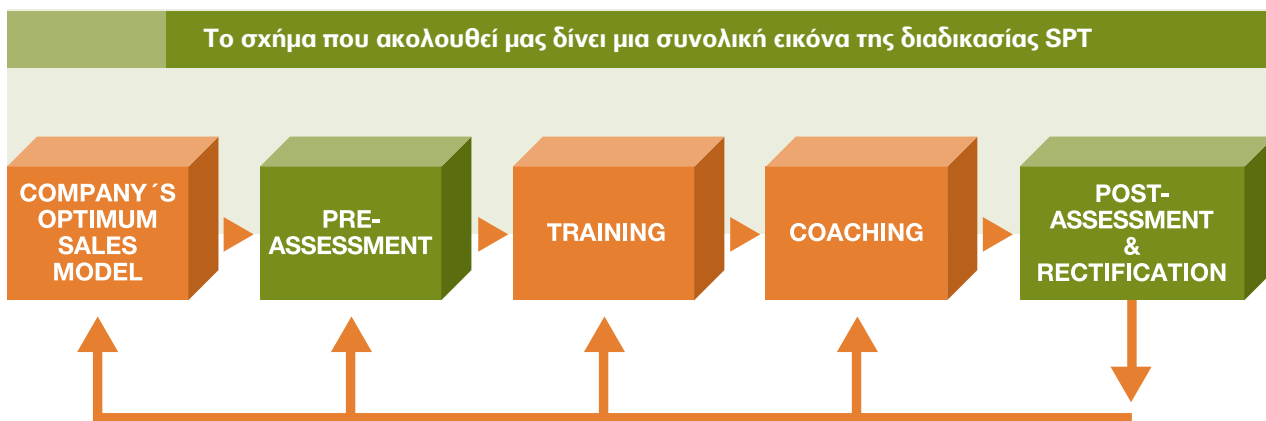 Το σχήμα που ακολουθεί μας δίνει μια συνολική εικόνα της διαδικασίας SPT
COMPANY´S
OPTIMUM
SALES
MODEL
PRE-
ASSESSMENT
TRAINING
COACHING
POST-
ASSESSMENT
&
RECTIFICATION